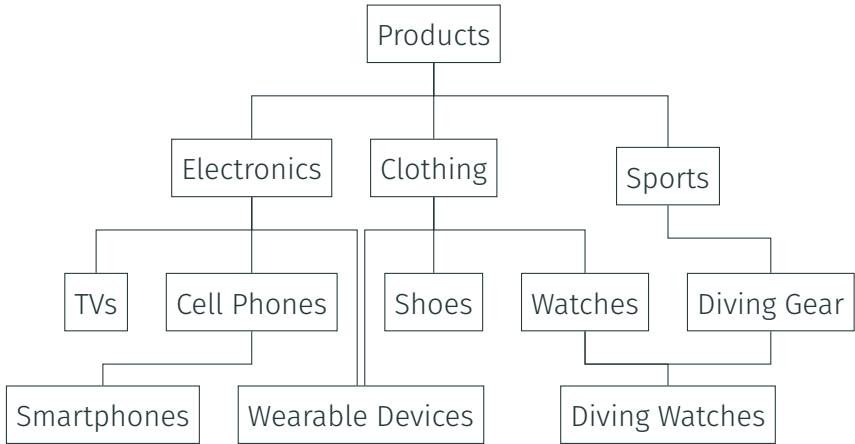 Products
Electronics
Clothing
Sports
TVs
Cell Phones
Shoes
Watches
Diving Gear
Smartphones
Wearable Devices
Diving Watches